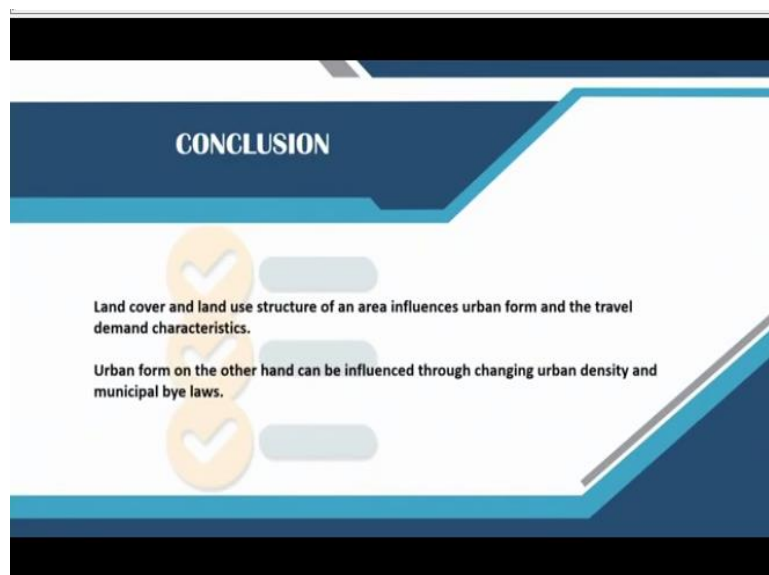 CONCLUSION
Land cover and land use structure of an area influences urban form and the travel
demand characteristics.
Urban form on the other hand can be influenced through changing urban density and
municipal bye laws.